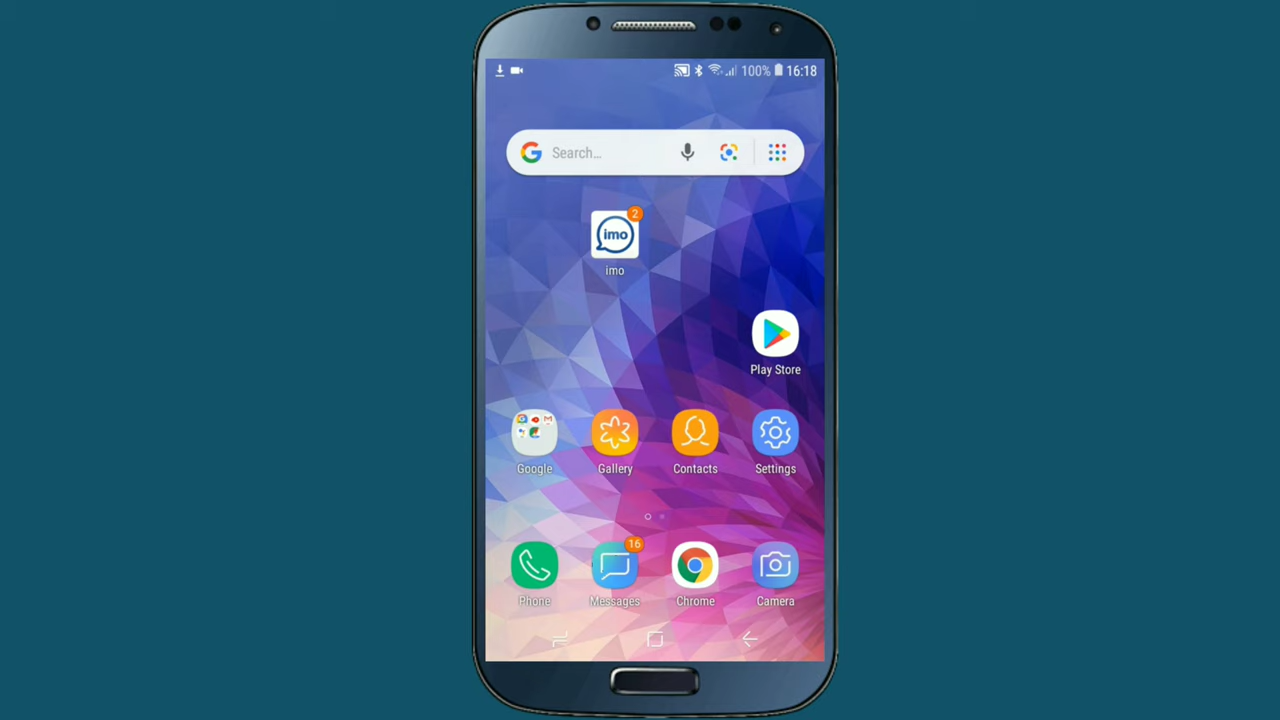 100% 16:18
Search...
2
imo
imo
Play Store
Google Gallery Contacts Settings
16
Phone Messages Chrome Camera